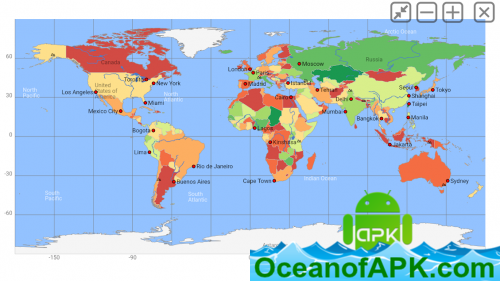 Arctic Ocean
60
Canada
Toronto
New York
United States of
Los Angeles
North
Pacific
North
Atlantic
Miami
30
Mexico City
Bogota
0
Lima
Rio de Janeiro
-30
South
Pacific
South
Atlantic
Buenos Aires
-60
-150
-90
London
Paris
Madrid
Moscow
Russia
Istanbul
Tehran
Cairo
Delhi
Mumbai
Lagos
Kinshasa
Cape Town
Indian Ocean
Seoul
Tokyo
Shanghai
Taipei
Bangkok
Manila
Jakarta
Sydney
apk
OceanofAPK.com